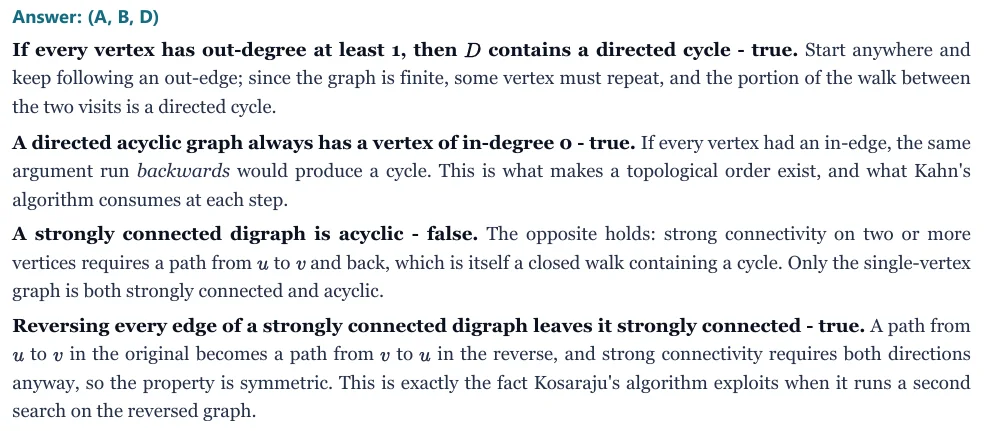 Answer: (A, B, D)
If every vertex has out-degree at least 1, then D contains a directed cycle - true. Start anywhere and
keep following an out-edge; since the graph is finite, some vertex must repeat, and the portion of the walk between
the two visits is a directed cycle.
A directed acyclic graph always has a vertex of in-degree 0 - true. If every vertex had an in-edge, the same
argument run backwards would produce a cycle. This is what makes a topological order exist, and what Kahn's
algorithm consumes at each step.
A strongly connected digraph is acyclic - false. The opposite holds: strong connectivity on two or more
vertices requires a path from u to v and back, which is itself a closed walk containing a cycle. Only the single-vertex
graph is both strongly connected and acyclic.
Reversing every edge of a strongly connected digraph leaves it strongly connected - true. A path from
u to v in the original becomes a path from v to u in the reverse, and strong connectivity requires both directions
anyway, so the property is symmetric. This is exactly the fact Kosaraju's algorithm exploits when it runs a second
search on the reversed graph.